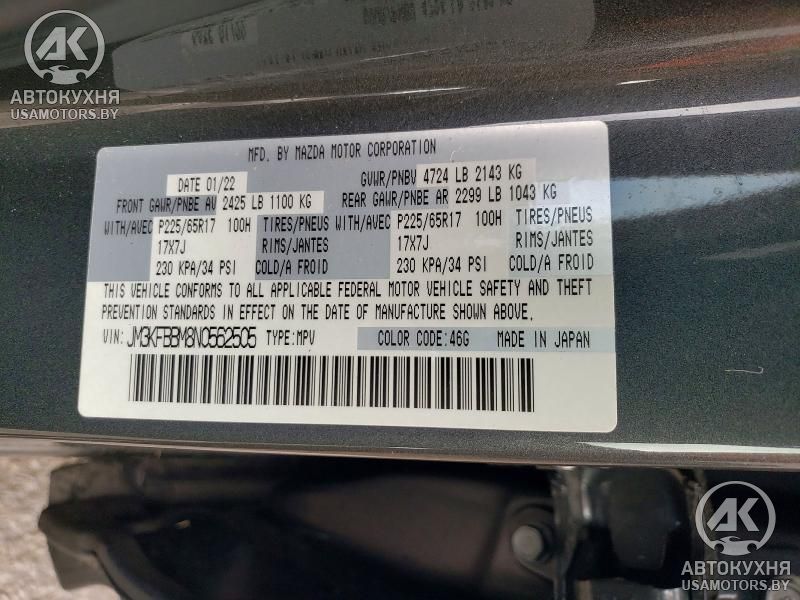 AK
АВТОКУХНЯ
USAMOTORS.BY
MFD. BY MAZDA MOTOR CORPORATION
DATE 01/22 GVWR/PNBV 4724 LB 2143 KG
FRONT GAWR/PNBE AV 2425 LB 1100 KG REAR GAWR/PNBE AR 2299 LB 1043 KG
WITH/AVEC P225/65R17 100H TIRES/PNEUS WITH/AVEC P225/65R17 100H TIRES/PNEUS
17X7J RIMS/JANTES 17X7J RIMS/JANTES
230 KPA/34 PSI COLD/A FROID 230 KPA/34 PSI COLD/A FROID
THIS VEHICLE CONFORMS TO ALL APPLICABLE FEDERAL MOTOR VEHICLE SAFETY AND THEFT
PREVENTION STANDARDS IN EFFECT ON THE DATE OF MANUFACTURE SHOWN ABOVE.
VIN: JM3KFBBM8N0562505 TYPE:MPV COLOR CODE:46G MADE IN JAPAN
AK
АВТОКУХНЯ
USAMOTORS.BY